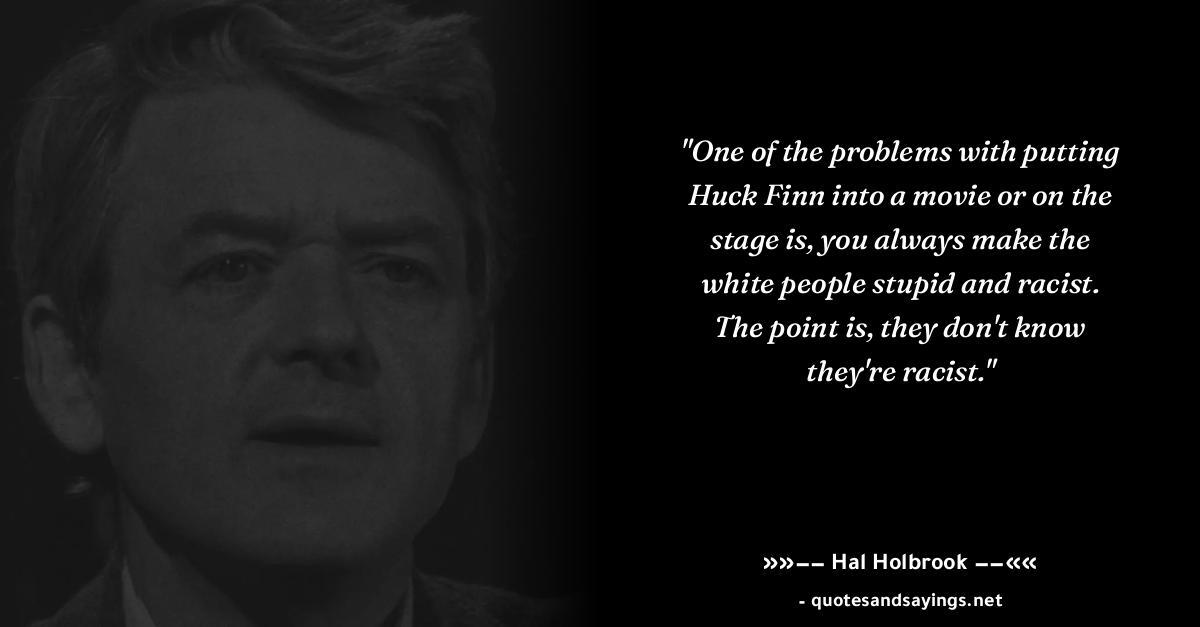 "One of the problems with putting
Huck Finn into a movie or on the
stage is, you always make the
white people stupid and racist.
The point is, they don't know
they're racist."
»»−− Hal Holbrook −−««
- quotesandsayings.net